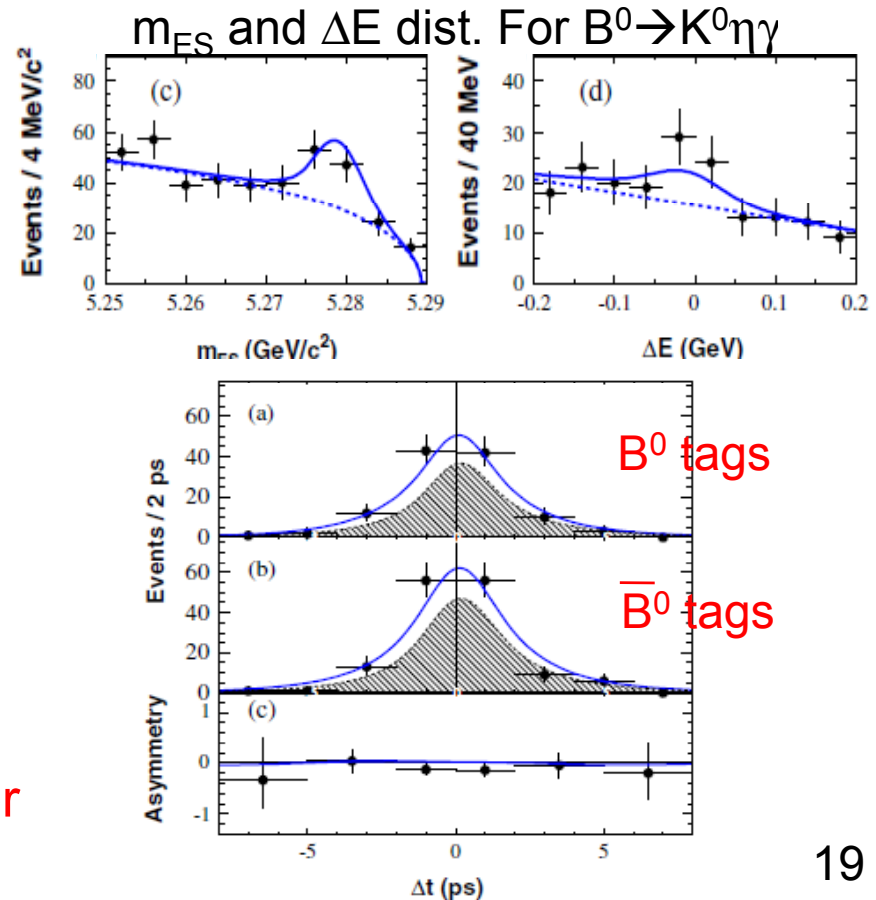 m_ES and ΔE dist. For B⁰→K⁰ηγ
Events / 4 MeV/c²
80
60
40
20
0
(c)
5.25 5.26 5.27 5.28 5.29
m_ES (GeV/c²)
Events / 40 MeV
40
30
20
10
0
(d)
-0.2 -0.1 0 0.1 0.2
ΔE (GeV)
Events / 2 ps
60
40
20
0
(a)
B⁰ tags
60
40
20
0
(b)
B̅⁰ tags
Asymmetry
1
0
-1
(c)
-5 0 5
Δt (ps)
r
19